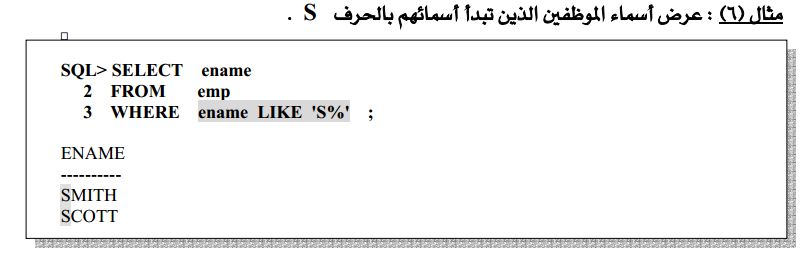 مثال (٦) : عرض أسماء الموظفين الذين تبدأ أسمائهم بالحرف S .
SQL> SELECT ename
2 FROM emp
3 WHERE ename LIKE 'S%' ;
ENAME
----------
SMITH
SCOTT